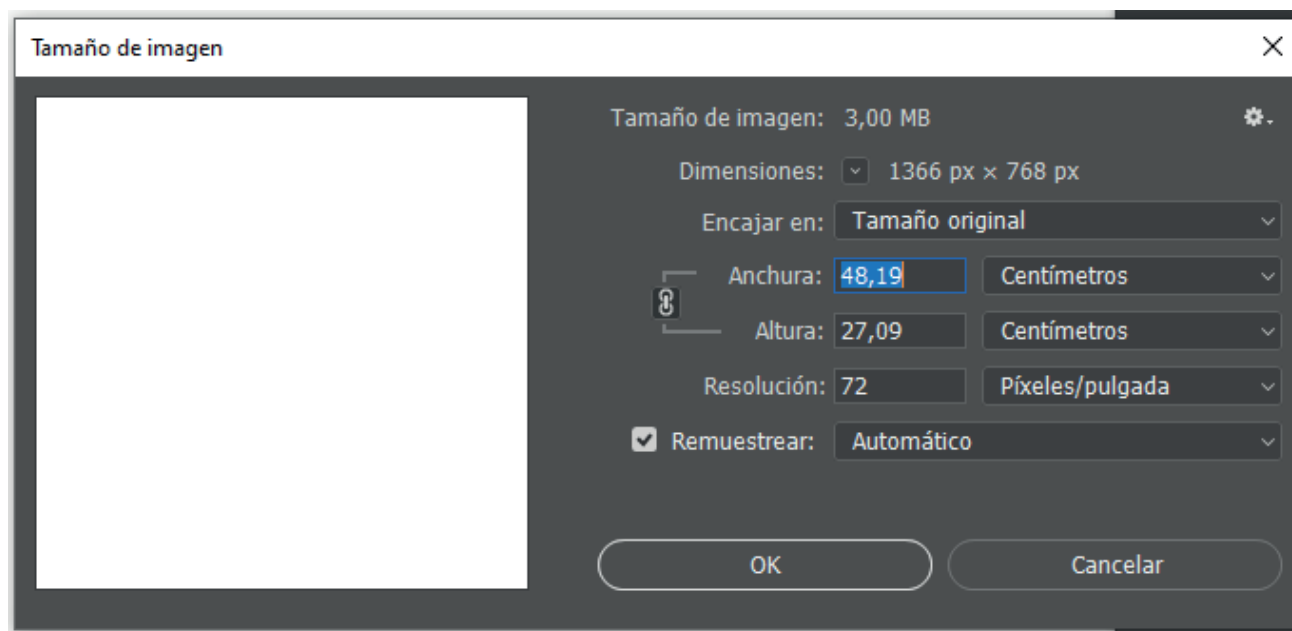 Tamaño de imagen
Tamaño de imagen: 3,00 MB
Dimensiones: 1366 px × 768 px
Encajar en: Tamaño original
Anchura: 48,19 Centímetros
Altura: 27,09 Centímetros
Resolución: 72 Píxeles/pulgada
Remuestrear: Automático
OK Cancelar